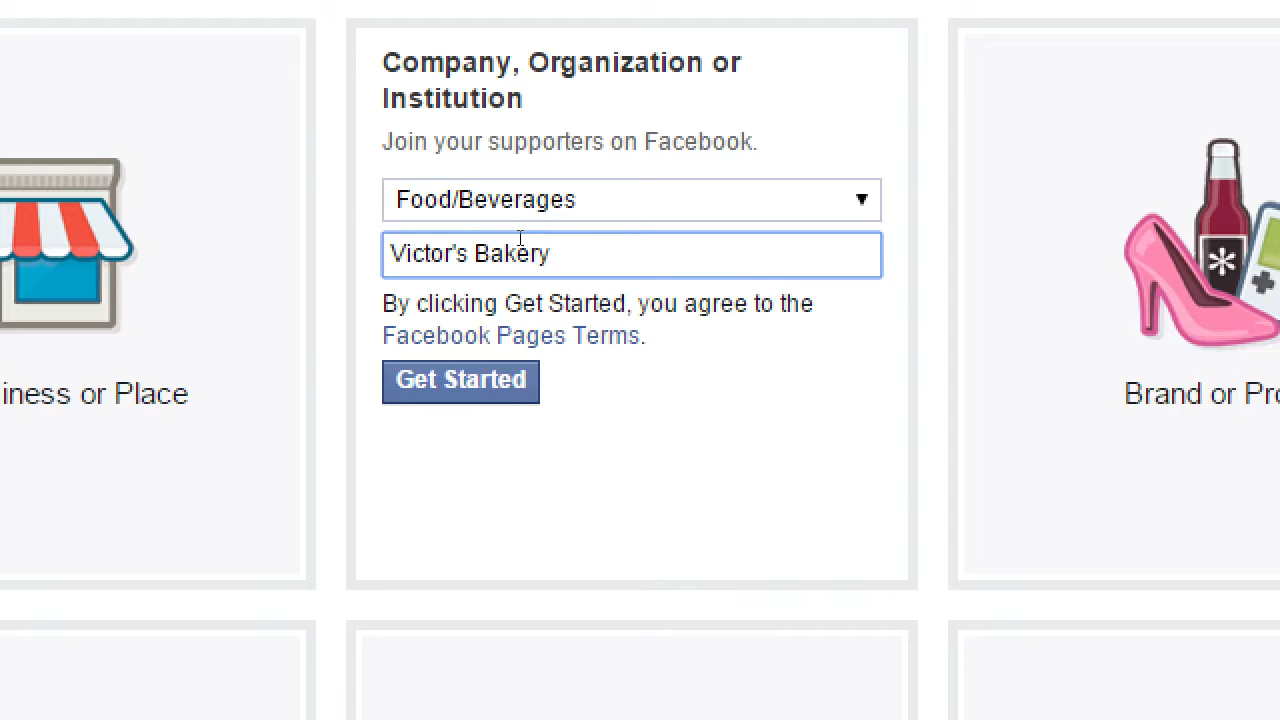 Company, Organization or
Institution
Join your supporters on Facebook.
Food/Beverages
Victor's Bakery
By clicking Get Started, you agree to the
Facebook Pages Terms.
Get Started
iness or Place
Brand or Pro